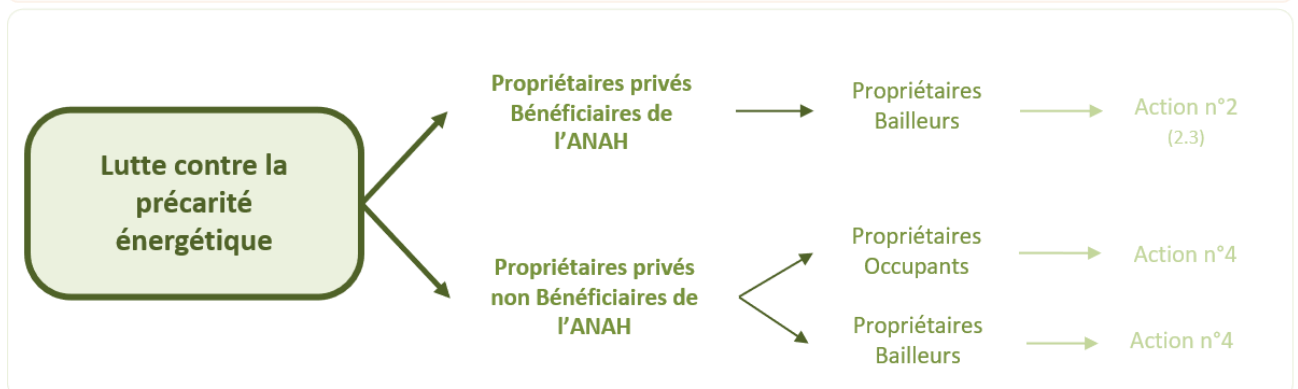 Lutte contre la
précarité
énergétique
Propriétaires privés
Bénéficiaires de
l'ANAH
Propriétaires
Bailleurs
Action n°2
(2.3)
Propriétaires privés
non Bénéficiaires de
l'ANAH
Propriétaires
Occupants
Action n°4
Propriétaires
Bailleurs
Action n°4